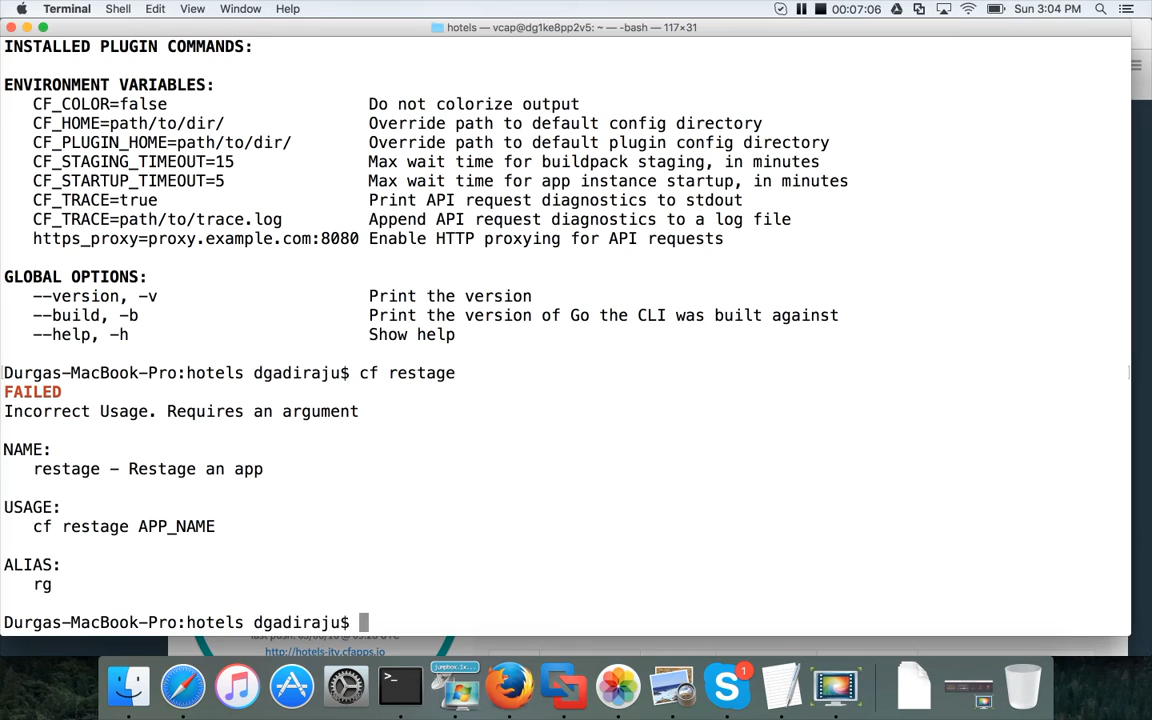 Terminal Shell Edit View Window Help 00:07:06 Sun 3:04 PM
hotels — vcap@dg1ke8pp2v5: ~ — -bash — 117×31
INSTALLED PLUGIN COMMANDS:
ENVIRONMENT VARIABLES:
CF_COLOR=false Do not colorize output
CF_HOME=path/to/dir/ Override path to default config directory
CF_PLUGIN_HOME=path/to/dir/ Override path to default plugin config directory
CF_STAGING_TIMEOUT=15 Max wait time for buildpack staging, in minutes
CF_STARTUP_TIMEOUT=5 Max wait time for app instance startup, in minutes
CF_TRACE=true Print API request diagnostics to stdout
CF_TRACE=path/to/trace.log Append API request diagnostics to a log file
https_proxy=proxy.example.com:8080 Enable HTTP proxying for API requests
GLOBAL OPTIONS:
--version, -v Print the version
--build, -b Print the version of Go the CLI was built against
--help, -h Show help
Durgas-MacBook-Pro:hotels dgadiraju$ cf restage
FAILED
Incorrect Usage. Requires an argument
NAME:
restage - Restage an app
USAGE:
cf restage APP_NAME
ALIAS:
rg
Durgas-MacBook-Pro:hotels dgadiraju$
http://hotels-itv.cfapps.io
jumpbox.1x...
1